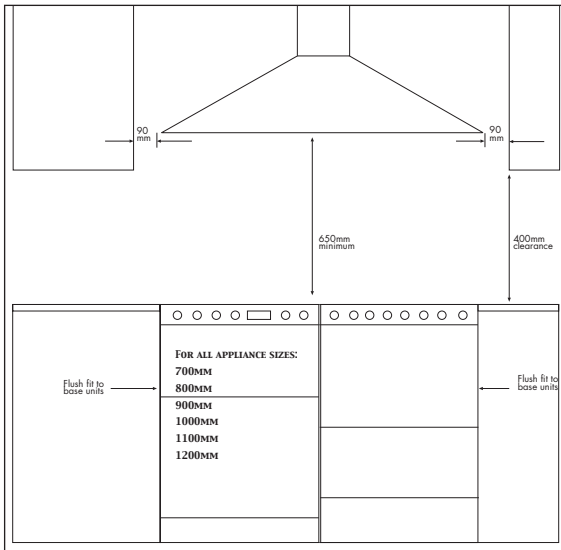 90
mm
90
mm
650mm
minimum
400mm
clearance
FOR ALL APPLIANCE SIZES:
700MM
800MM
900MM
1000MM
1100MM
1200MM
Flush fit to
base units
Flush fit to
base units